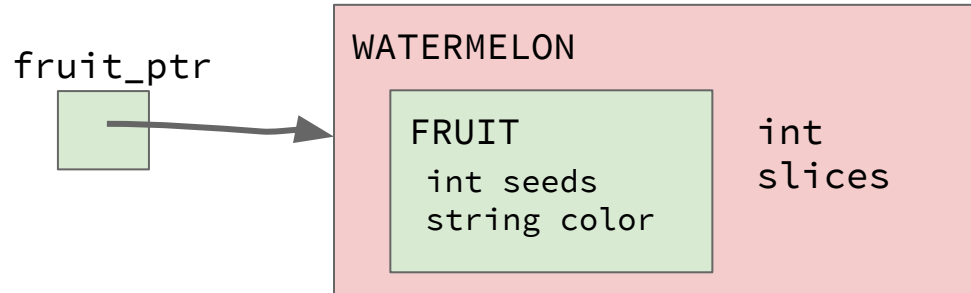 fruit_ptr
WATERMELON
FRUIT
int seeds
string color
int
slices